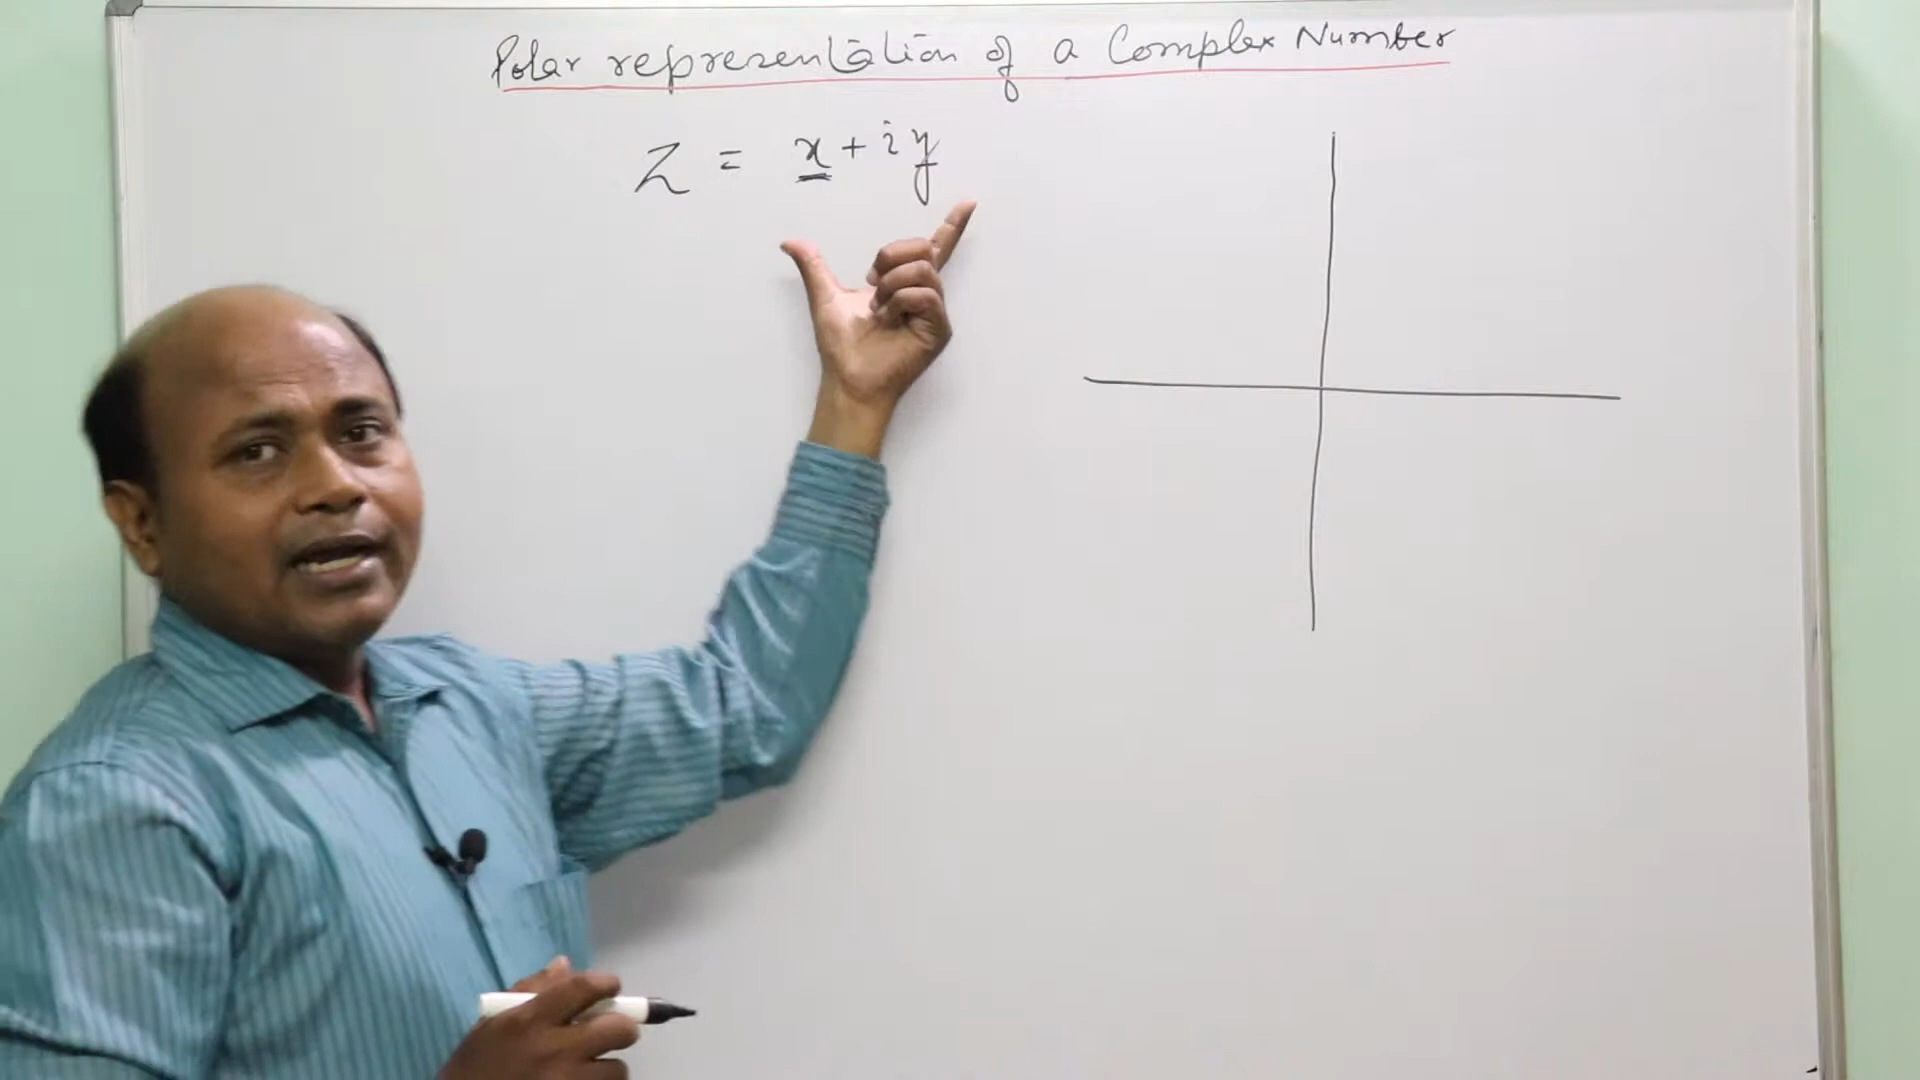 Polar representation of a Complex Number
Z = x + iy